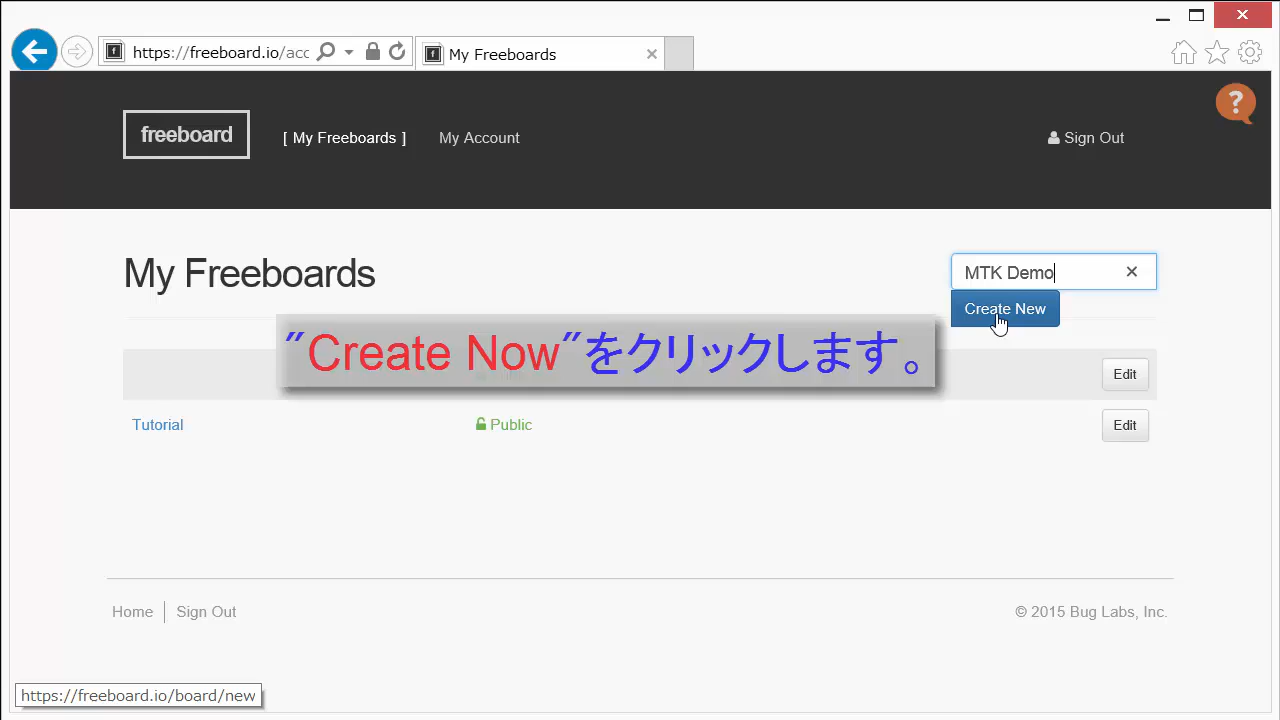 https://freeboard.io/acc
My Freeboards
freeboard
[ My Freeboards ]
My Account
Sign Out
?
My Freeboards
MTK Demo
Create New
"Create Now"をクリックします。
Edit
Tutorial
Public
Edit
Home
Sign Out
© 2015 Bug Labs, Inc.
https://freeboard.io/board/new